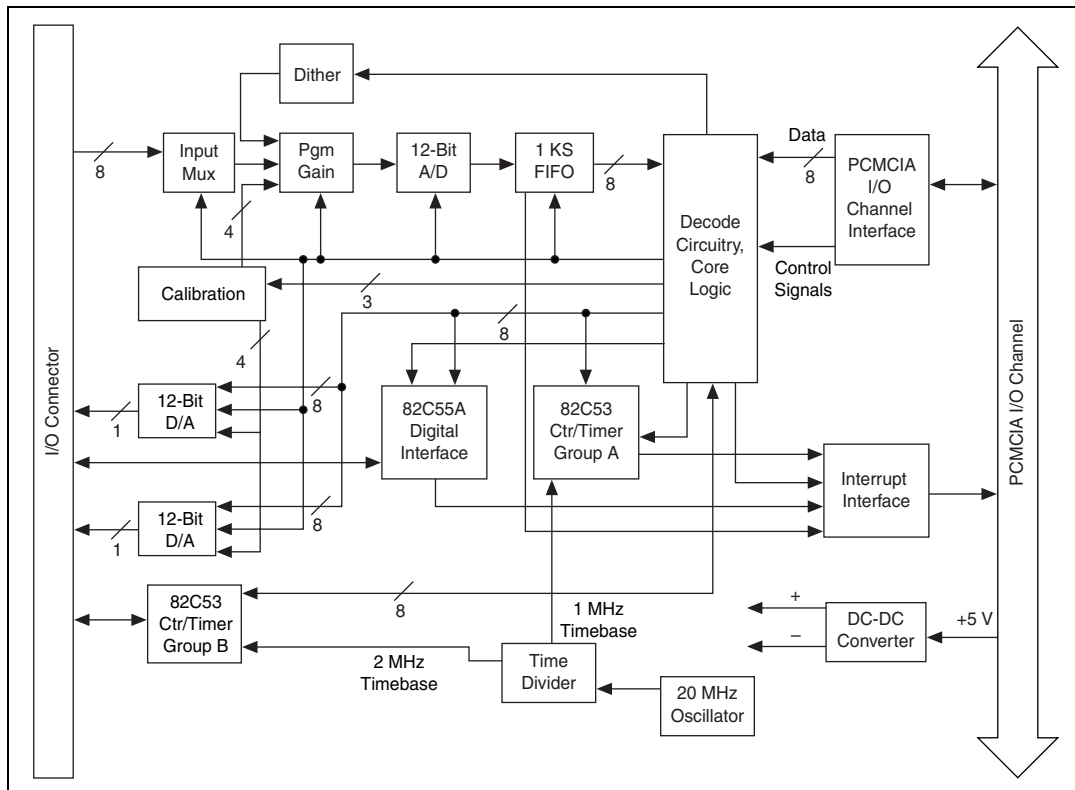 Dither
8
Input
Mux
Pgm
Gain
12-Bit
A/D
1 KS
FIFO
8
Data
8
PCMCIA
I/O
Channel
Interface
Decode
Circuitry,
Core
Logic
Control
Signals
4
Calibration
3
4
8
I/O Connector
PCMCIA I/O Channel
1
12-Bit
D/A
8
82C55A
Digital
Interface
82C53
Ctr/Timer
Group A
Interrupt
Interface
1
12-Bit
D/A
8
82C53
Ctr/Timer
Group B
8
1 MHz
Timebase
2 MHz
Timebase
Time
Divider
20 MHz
Oscillator
+
–
DC-DC
Converter
+5 V